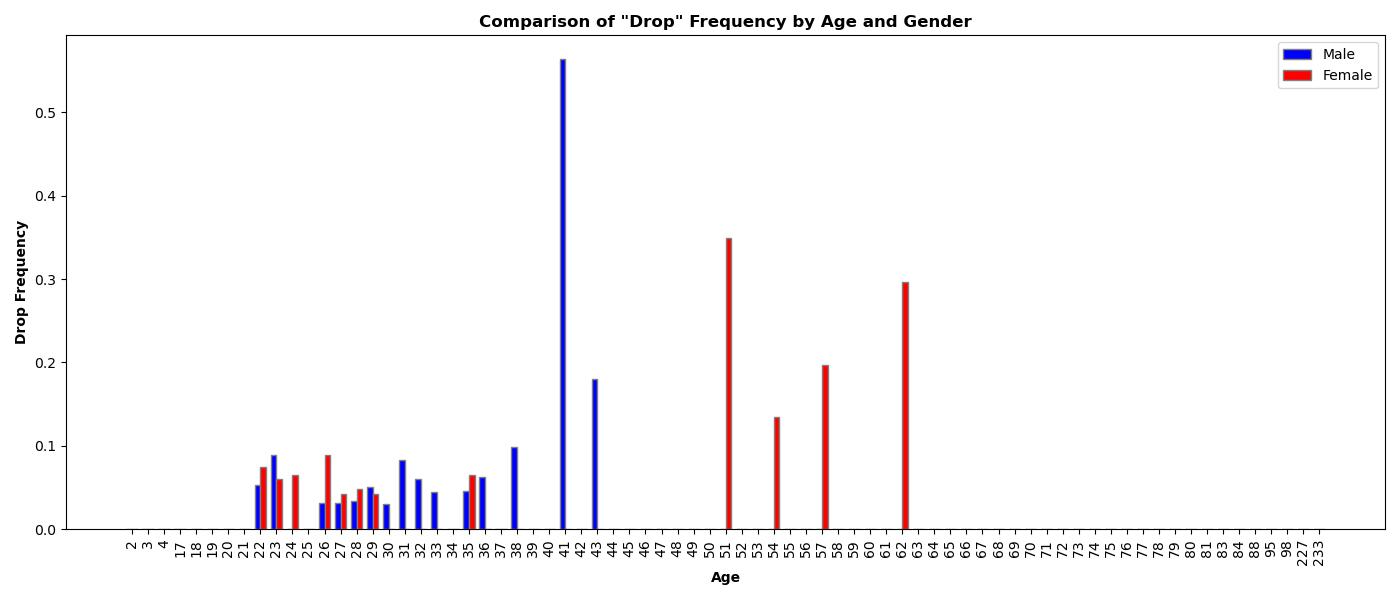 Comparison of "Drop" Frequency by Age and Gender
Male
Female
Drop Frequency
0.5
0.4
0.3
0.2
0.1
0.0
2 3 4 17 18 19 20 21 22 23 24 25 26 27 28 29 30 31 32 33 34 35 36 37 38 39 40 41 42 43 44 45 46 47 48 49 50 51 52 53 54 55 56 57 58 59 60 61 62 63 64 65 66 67 68 69 70 71 72 73 74 75 76 77 78 79 80 81 83 84 88 95 98 227 233
Age